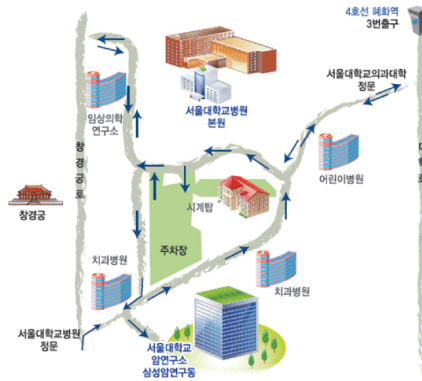 4호선 혜화역
3번출구
서울대학교의과대학
정문
서울대학교병원
본원
임상의학
연구소
창경궁로
대학로
어린이병원
창경궁
시계탑
주차장
치과병원
치과병원
서울대학교병원
정문
서울대학교
암연구소
삼성암연구동